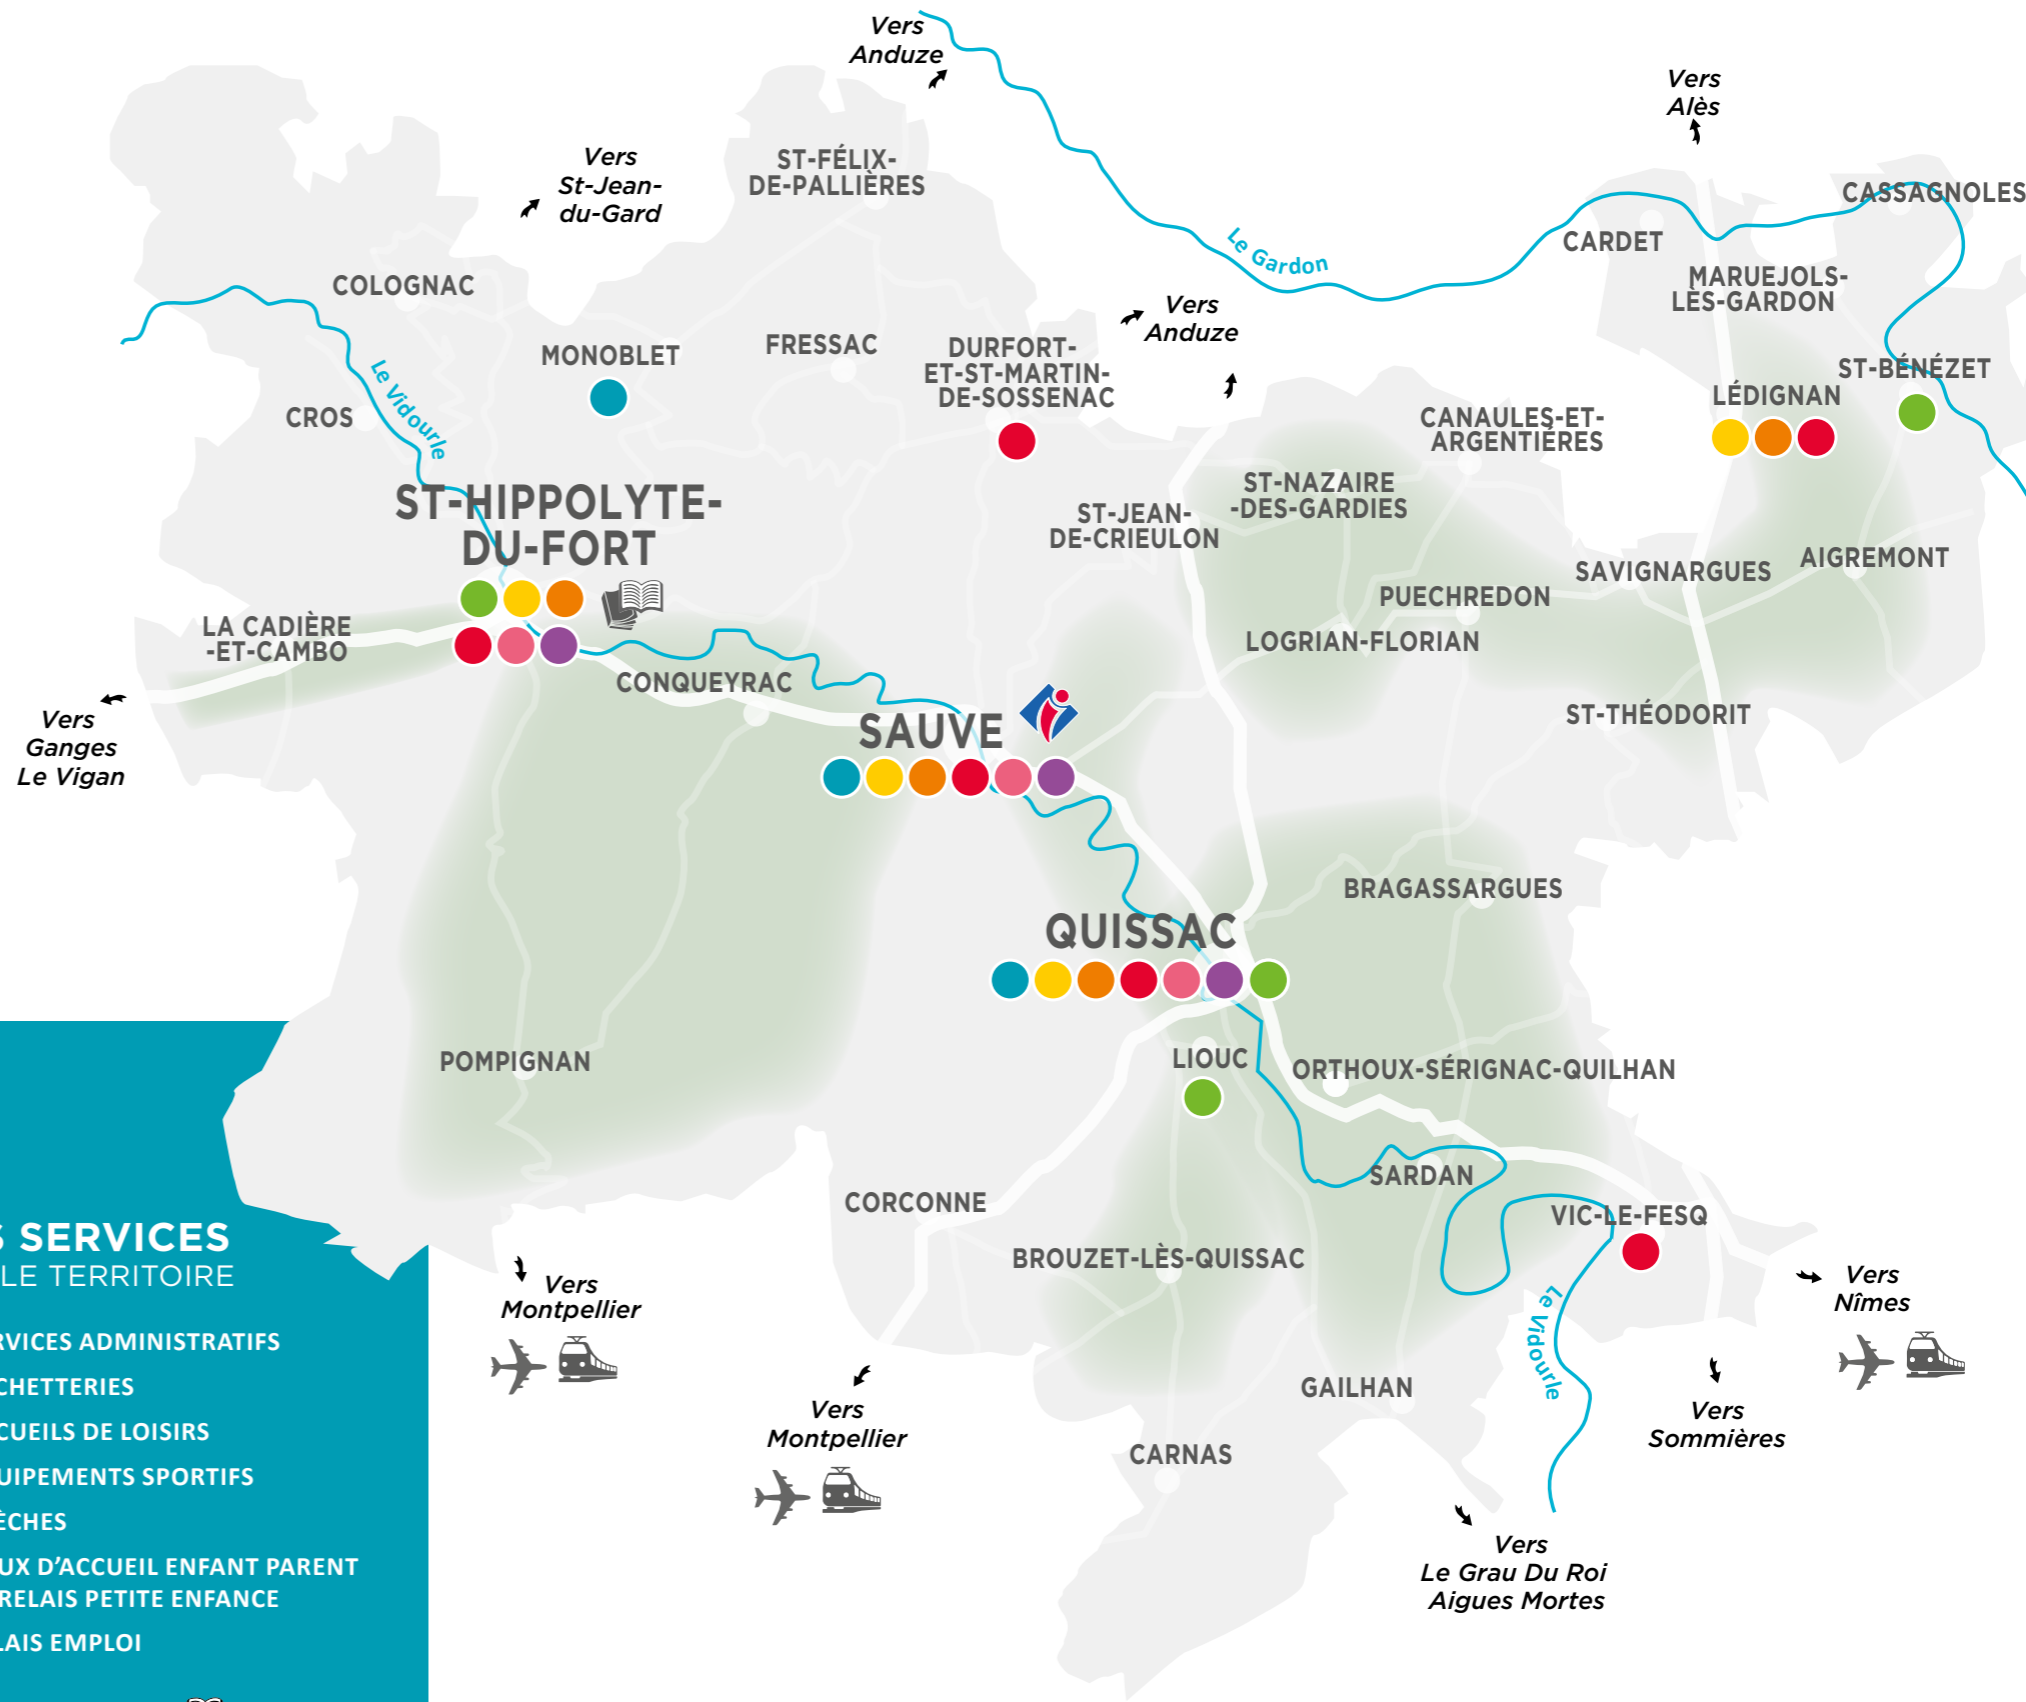 Vers
Anduze
Vers
Alès
Vers
St-Jean-
du-Gard
ST-FÉLIX-
DE-PALLIÈRES
CASSAGNOLES
CARDET
Le Gardon
MARUEJOLS-
LÈS-GARDON
COLOGNAC
Vers
Anduze
MONOBLET
FRESSAC
DURFORT-
ET-ST-MARTIN-
DE-SOSSENAC
ST-BÉNÉZET
LÉDIGNAN
Le Vidourle
CROS
CANAULES-ET-
ARGENTIÈRES
ST-HIPPOLYTE-
DU-FORT
ST-NAZAIRE
-DES-GARDIES
ST-JEAN-
DE-CRIEULON
SAVIGNARGUES
AIGREMONT
PUECHREDON
LA CADIÈRE
-ET-CAMBO
LOGRIAN-FLORIAN
CONQUEYRAC
Vers
Ganges
Le Vigan
SAUVE
ST-THÉODORIT
BRAGASSARGUES
QUISSAC
POMPIGNAN
LIOUC
ORTHOUX-SÉRIGNAC-QUILHAN
SARDAN
CORCONNE
VIC-LE-FESQ
BROUZET-LÈS-QUISSAC
Vers
Montpellier
Vers
Nîmes
Le Vidourle
GAILHAN
Vers
Montpellier
Vers
Sommières
CARNAS
Vers
Le Grau Du Roi
Aigues Mortes
S SERVICES
LE TERRITOIRE
RVICES ADMINISTRATIFS
CHETTERIES
CUEILS DE LOISIRS
UIPEMENTS SPORTIFS
ÈCHES
UX D'ACCUEIL ENFANT PARENT
RELAIS PETITE ENFANCE
LAIS EMPLOI